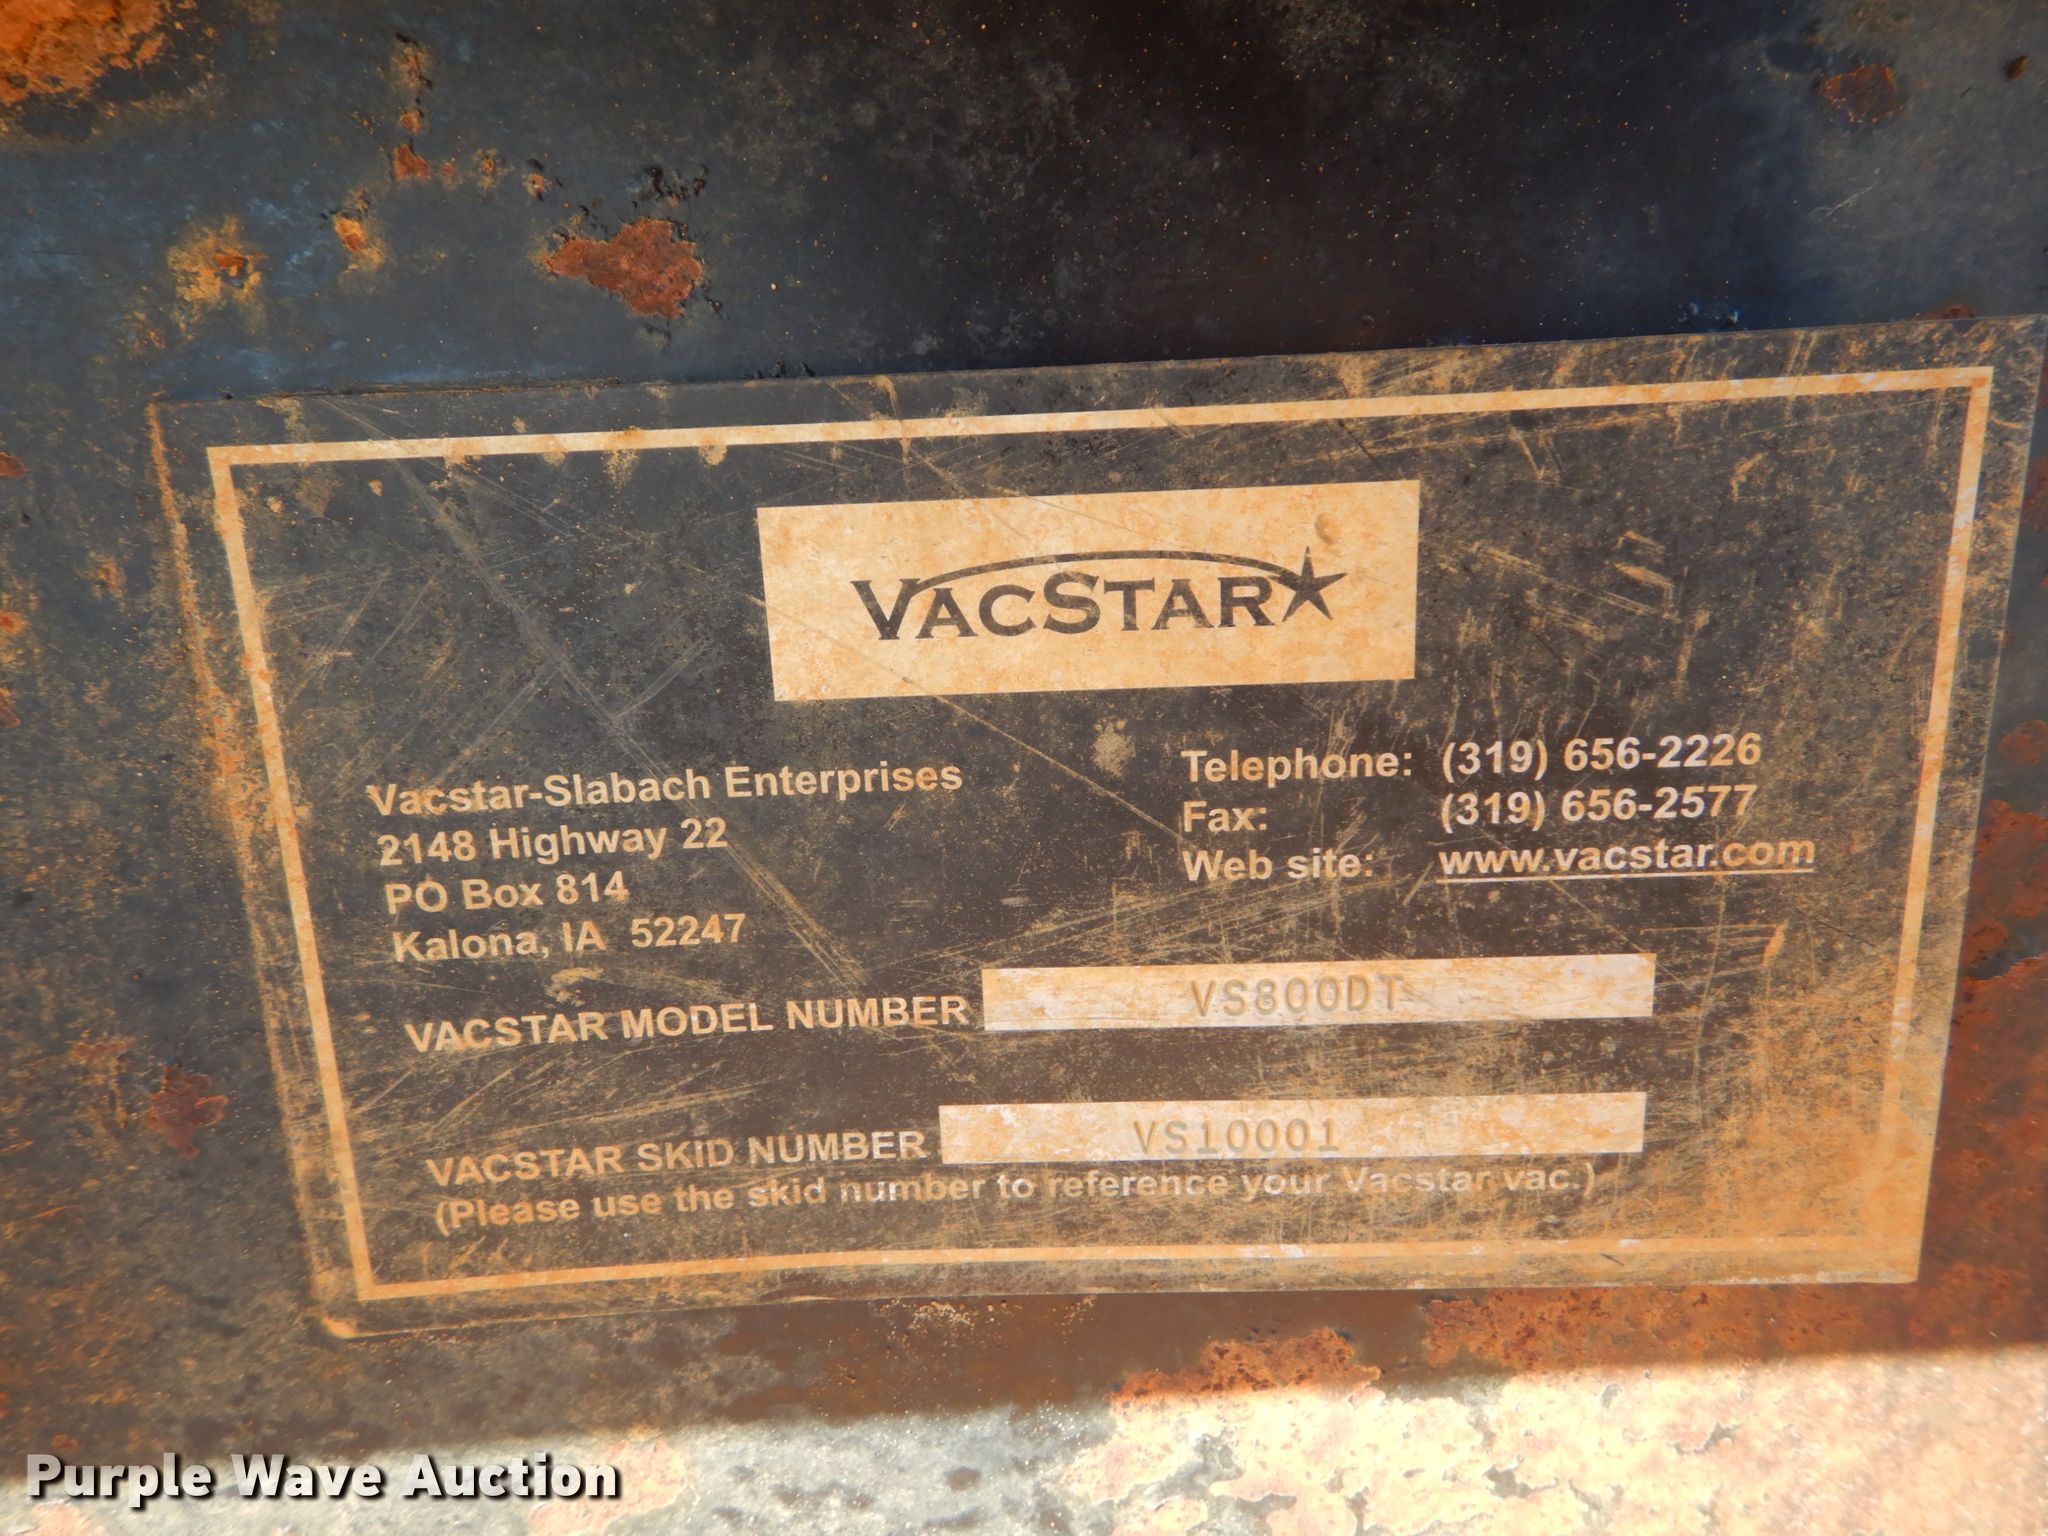 VACSTAR
Vacstar-Slabach Enterprises
2148 Highway 22
PO Box 814
Kalona, IA 52247
Telephone: (319) 656-2226
Fax: (319) 656-2577
Web site: www.vacstar.com
VACSTAR MODEL NUMBER VS800DT
VACSTAR SKID NUMBER VS10001
(Please use the skid number to reference your Vacstar vac.)
Purple Wave Auction